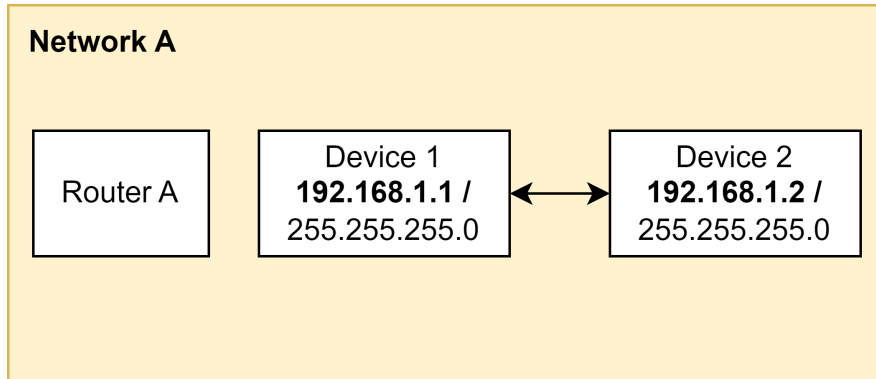 Network A
Router A
Device 1
192.168.1.1 /
255.255.255.0
Device 2
192.168.1.2 /
255.255.255.0